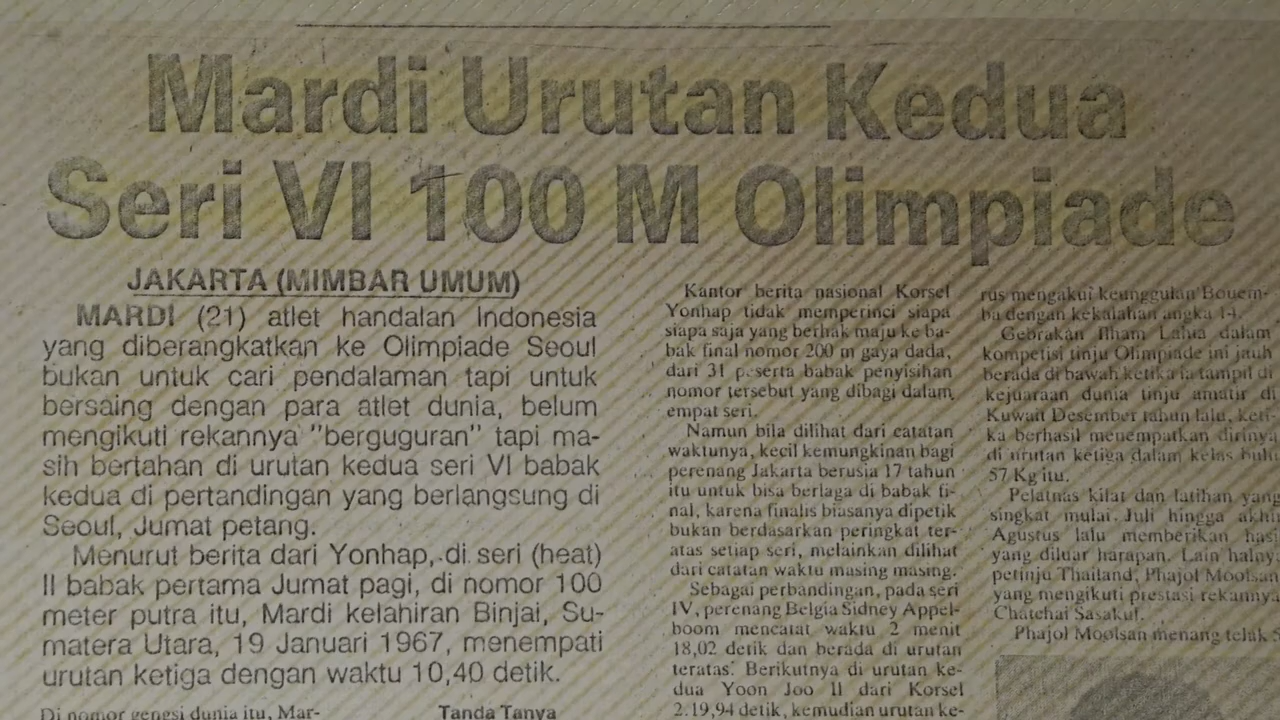 Mardi Urutan Kedua
Seri VI 100 M Olimpiade
JAKARTA (MIMBAR UMUM)
MARDI (21) atlet handalan Indonesia
yang diberangkatkan ke Olimpiade Seoul
bukan untuk cari pendalaman tapi untuk
bersaing dengan para atlet dunia, belum
mengikuti rekannya "berguguran" tapi ma-
sih bertahan di urutan kedua seri VI babak
kedua di pertandingan yang berlangsung di
Seoul, Jumat petang.
Menurut berita dari Yonhap, di seri (heat)
II babak pertama Jumat pagi, di nomor 100
meter putra itu, Mardi kelahiran Binjai, Su-
matera Utara, 19 Januari 1967, menempati
urutan ketiga dengan waktu 10,40 detik.
Di nomor gengsi dunia itu, Mar-
Tanda Tanya
Kantor berita nasional Korsel
Yonhap tidak memperinci siapa
siapa saja yang berhak maju ke ba-
bak final nomor 200 m gaya dada,
dari 31 peserta babak penyisihan
nomor tersebut yang dibagi dalam
empat seri.
Namun bila dilihat dari catatan
waktunya, kecil kemungkinan bagi
perenang Jakarta berusia 17 tahun
itu untuk bisa berlaga di babak fi-
nal, karena finalis biasanya dipetik
bukan berdasarkan peringkat ter-
atas setiap seri, melainkan dilihat
dari catatan waktu masing masing.
Sebagai perbandingan, pada seri
IV, perenang Belgia Sidney Appel-
boom mencatat waktu 2 menit
18,02 detik dan berada di urutan
teratas. Berikutnya di urutan ke-
dua Yoon Joo Il dari Korsel
2.19,94 detik, kemudian urutan ke-
rus mengakui keunggulan Bouem-
ba dengan kekalahan angka 1-4.
Gebrakan Ilham Lahia dalam
kompetisi tinju Olimpiade ini jauh
berada di bawah ketika ia tampil di
kejuaraan dunia tinju amatir di
Kuwait Desember tahun lalu, keti-
ka berhasil menempatkan dirinya
di urutan ketiga dalam kelas bulu
57 Kg itu.
Pelatnas kilat dan latihan yang
singkat mulai Juli hingga akhi
Agustus lalu memberikan hasi
yang diluar harapan. Lain halny
petinju Thailand, Phajol Moolsan
yang mengikuti prestasi rekannya
Chatchai Sasakul.
Phajol Moolsan menang telak 5